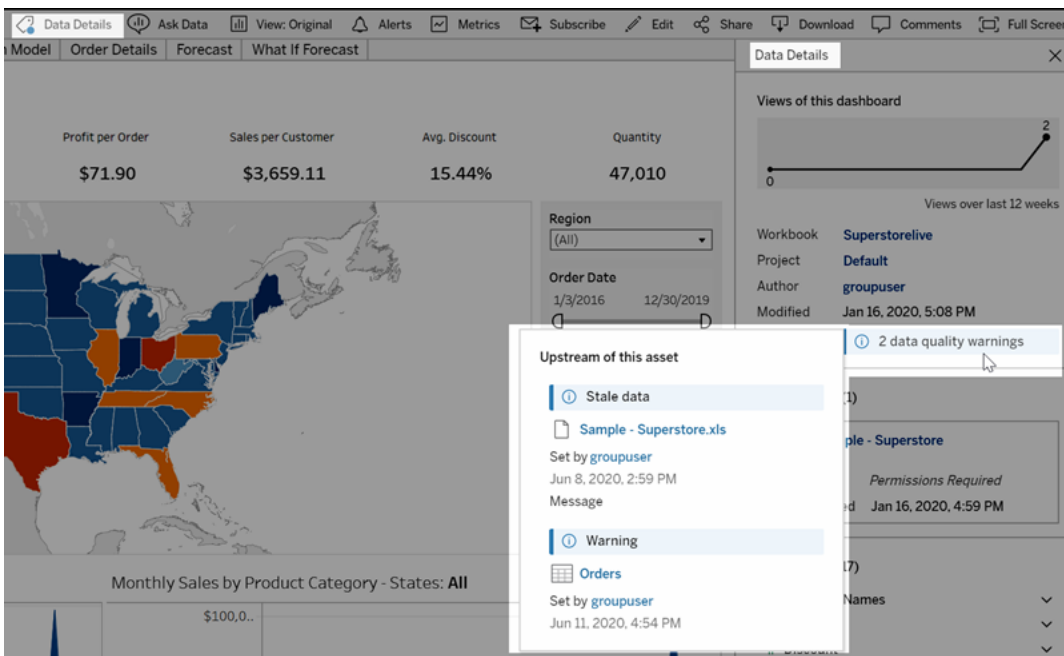 Data Details Ask Data View: Original Alerts Metrics Subscribe Edit Share Download Comments Full Screen
Model Order Details Forecast What If Forecast
Profit per Order Sales per Customer Avg. Discount Quantity
$71.90 $3,659.11 15.44% 47,010
Region
(All)
Order Date
1/3/2016 12/30/2019
Monthly Sales by Product Category - States: All
$100,0..
Data Details
Views of this dashboard
2
0
Views over last 12 weeks
Workbook Superstorelive
Project Default
Author groupuser
Modified Jan 16, 2020, 5:08 PM
2 data quality warnings
Upstream of this asset
Stale data
Sample - Superstore.xls
Set by groupuser
Jun 8, 2020, 2:59 PM
Message
Warning
Orders
Set by groupuser
Jun 11, 2020, 4:54 PM
1)
ple - Superstore
Permissions Required
ed Jan 16, 2020, 4:59 PM
17)
Names
Discount